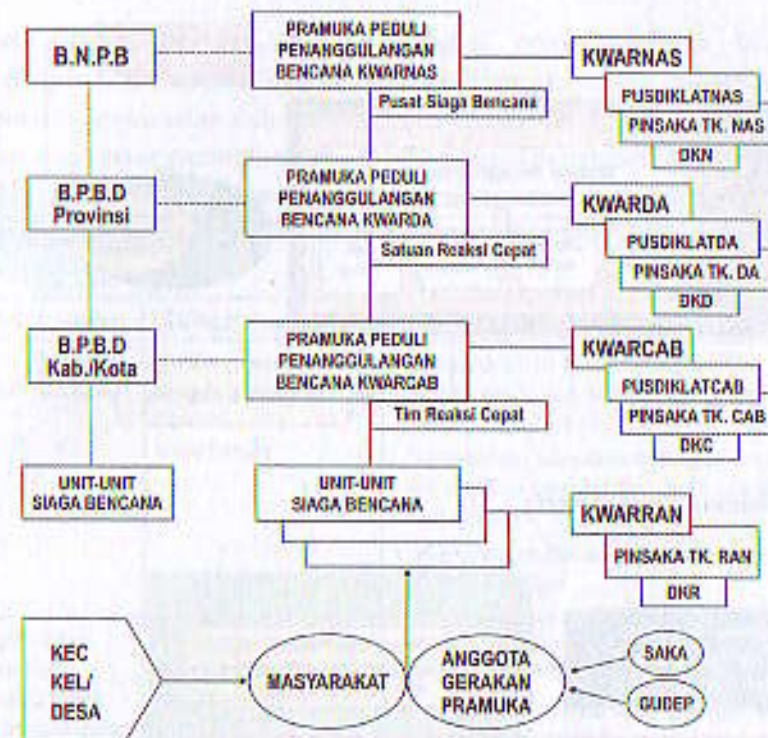 B.N.P.B
PRAMUKA PEDULI
PENANGGULANGAN
BENCANA KWARNAS
Pusat Siaga Bencana
KWARNAS
PUSDIKLATNAS
PINSAKA TK. NAS
DKN
B.P.B.D
Provinsi
PRAMUKA PEDULI
PENANGGULANGAN
BENCANA KWARDA
Satuan Reaksi Cepat
KWARDA
PUSDIKLATDA
PINSAKA TK. DA
DKD
B.P.B.D
Kab./Kota
PRAMUKA PEDULI
PENANGGULANGAN
BENCANA KWARCAB
Tim Reaksi Cepat
KWARCAB
PUSDIKLATCAB
PINSAKA TK. CAB
DKC
UNIT-UNIT
SIAGA BENCANA
UNIT-UNIT
SIAGA BENCANA
KWARRAN
PINSAKA TK. RAN
DKR
KEC
KEL/
DESA
MASYARAKAT
ANGGOTA
GERAKAN
PRAMUKA
SAKA
GUDEP